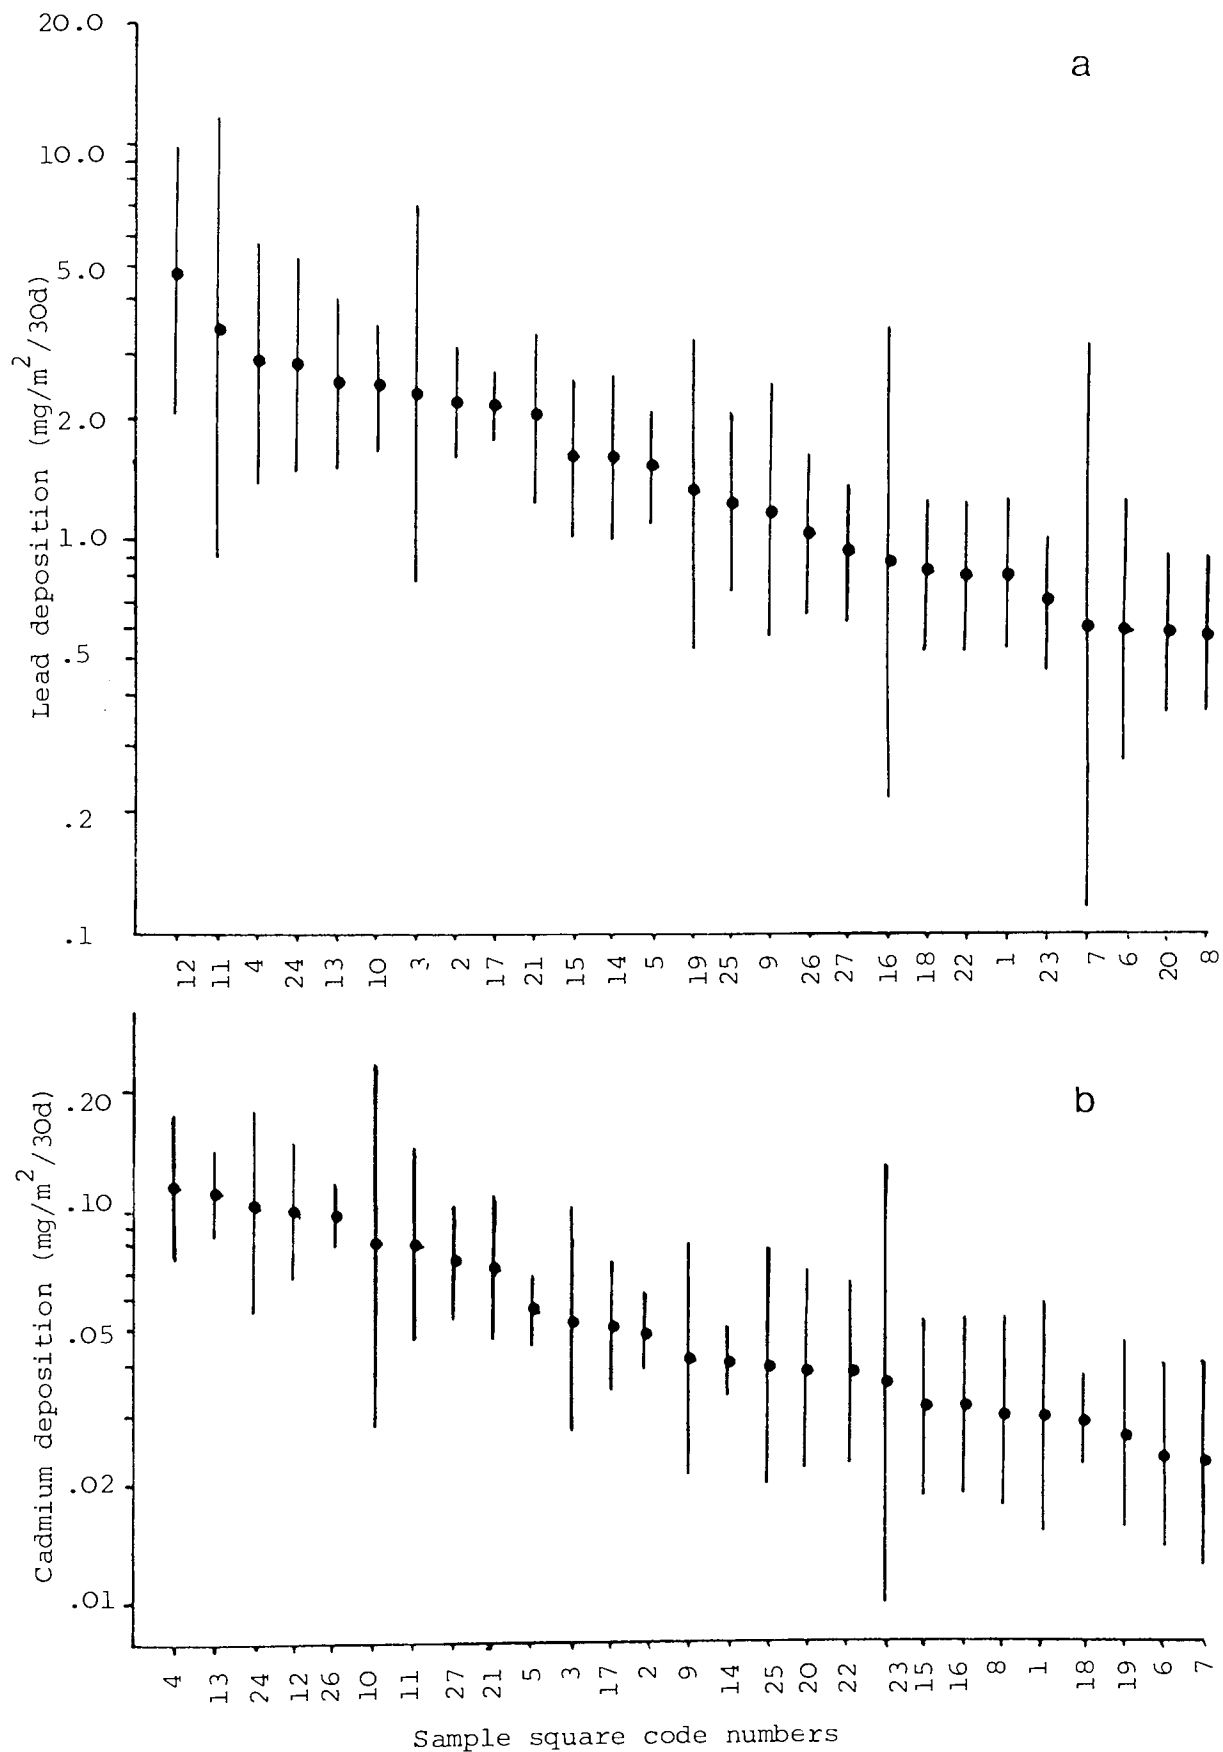 a
Lead deposition (mg/m²/30d)
20.0
10.0
5.0
2.0
1.0
.5
.2
.1
12 11 4 24 13 10 3 2 17 21 15 14 5 19 25 9 26 27 16 18 22 1 23 7 6 20 8
b
Cadmium deposition (mg/m²/30d)
.20
.10
.05
.02
.01
4 13 24 12 26 10 11 27 21 5 3 17 2 9 14 25 20 22 23 15 16 8 1 18 19 6 7
Sample square code numbers